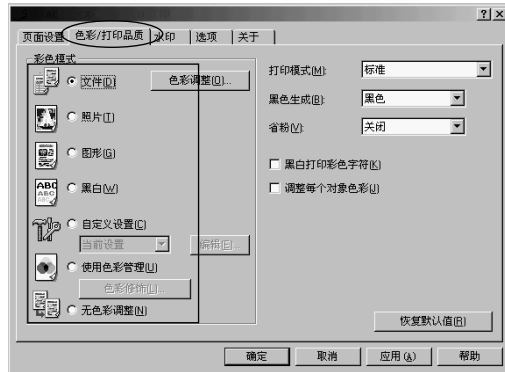 页面设置 色彩/打印品质 水印 选项 关于
彩色模式
文件(D) 色彩调整(O)...
照片(T)
图形(G)
ABC
ABC
ABC
黑白(W)
自定义设置(C)
当前设置 编辑(E)...
使用色彩管理(U)
色彩修饰(L)...
无色彩调整(N)
打印模式(M): 标准
黑色生成(B): 黑色
省粉(V): 关闭
黑白打印彩色字符(K)
调整每个对象色彩(J)
恢复默认值(R)
确定 取消 应用(A) 帮助